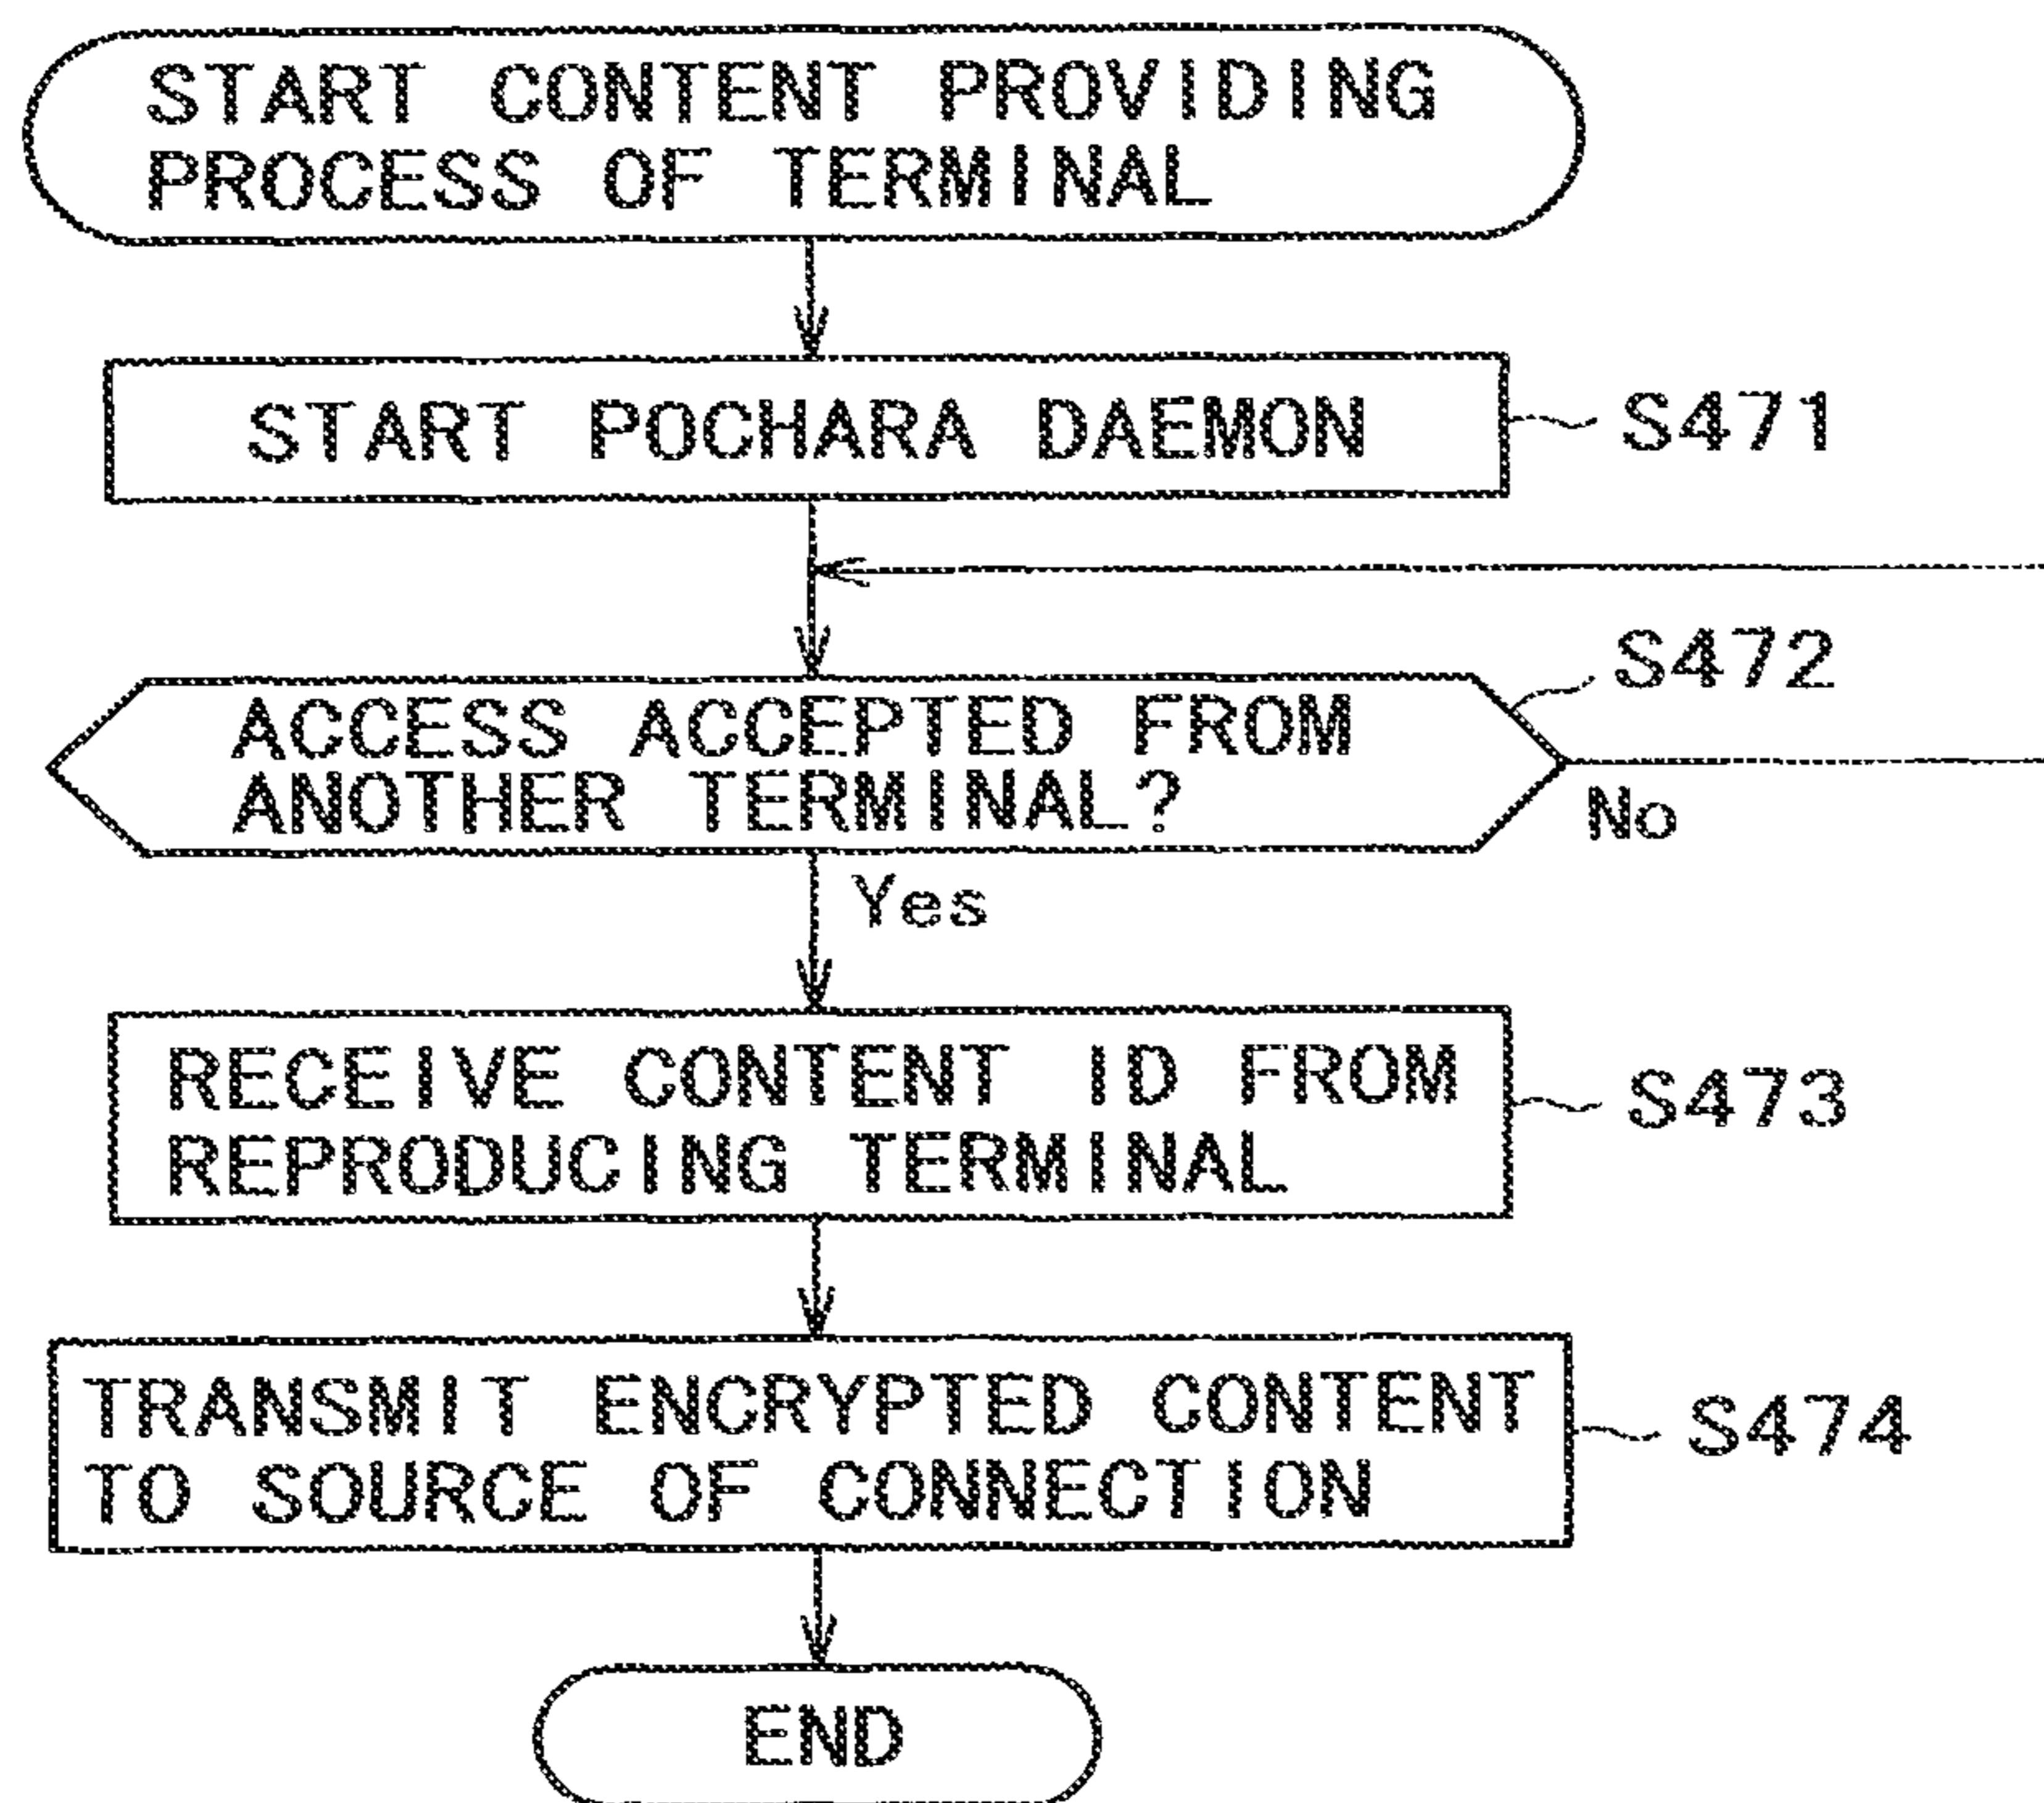 START CONTENT PROVIDING
PROCESS OF TERMINAL
START POCHARA DAEMON
S471
S472
ACCESS ACCEPTED FROM
ANOTHER TERMINAL?
No
Yes
RECEIVE CONTENT ID FROM
REPRODUCING TERMINAL
S473
TRANSMIT ENCRYPTED CONTENT
TO SOURCE OF CONNECTION
S474
END